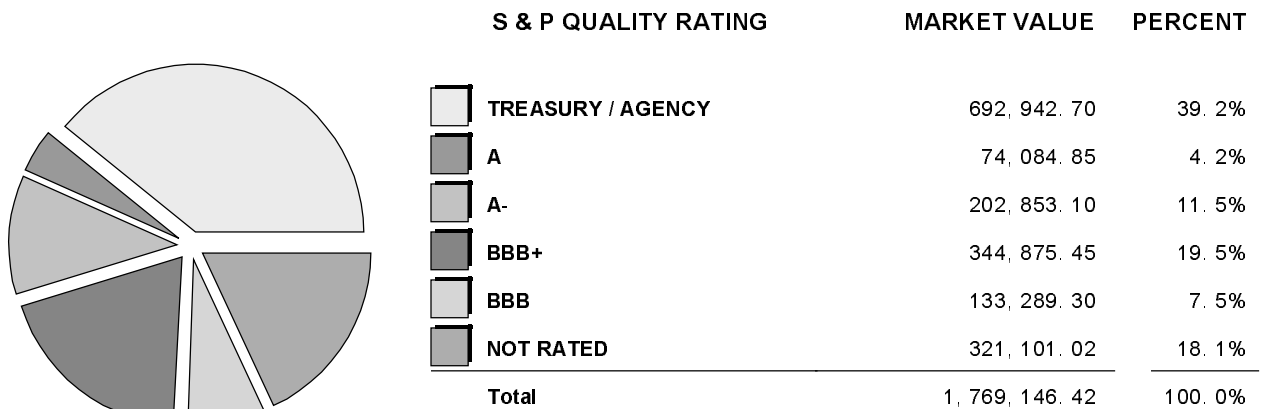 S & P QUALITY RATING MARKET VALUE PERCENT
TREASURY / AGENCY 692, 942. 70 39. 2%
A 74, 084. 85 4. 2%
A- 202, 853. 10 11. 5%
BBB+ 344, 875. 45 19. 5%
BBB 133, 289. 30 7. 5%
NOT RATED 321, 101. 02 18. 1%
Total 1, 769, 146. 42 100. 0%